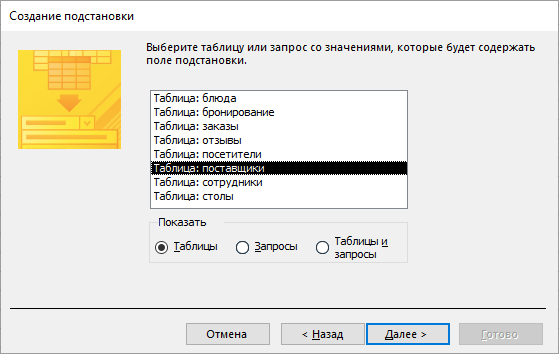 Создание подстановки
Выберите таблицу или запрос со значениями, которые будет содержать
поле подстановки.
Таблица: блюда
Таблица: бронирование
Таблица: заказы
Таблица: отзывы
Таблица: посетители
Таблица: поставщики
Таблица: сотрудники
Таблица: столы
Показать
Таблицы
Запросы
Таблицы и
запросы
Отмена
< Назад
Далее >
Готово